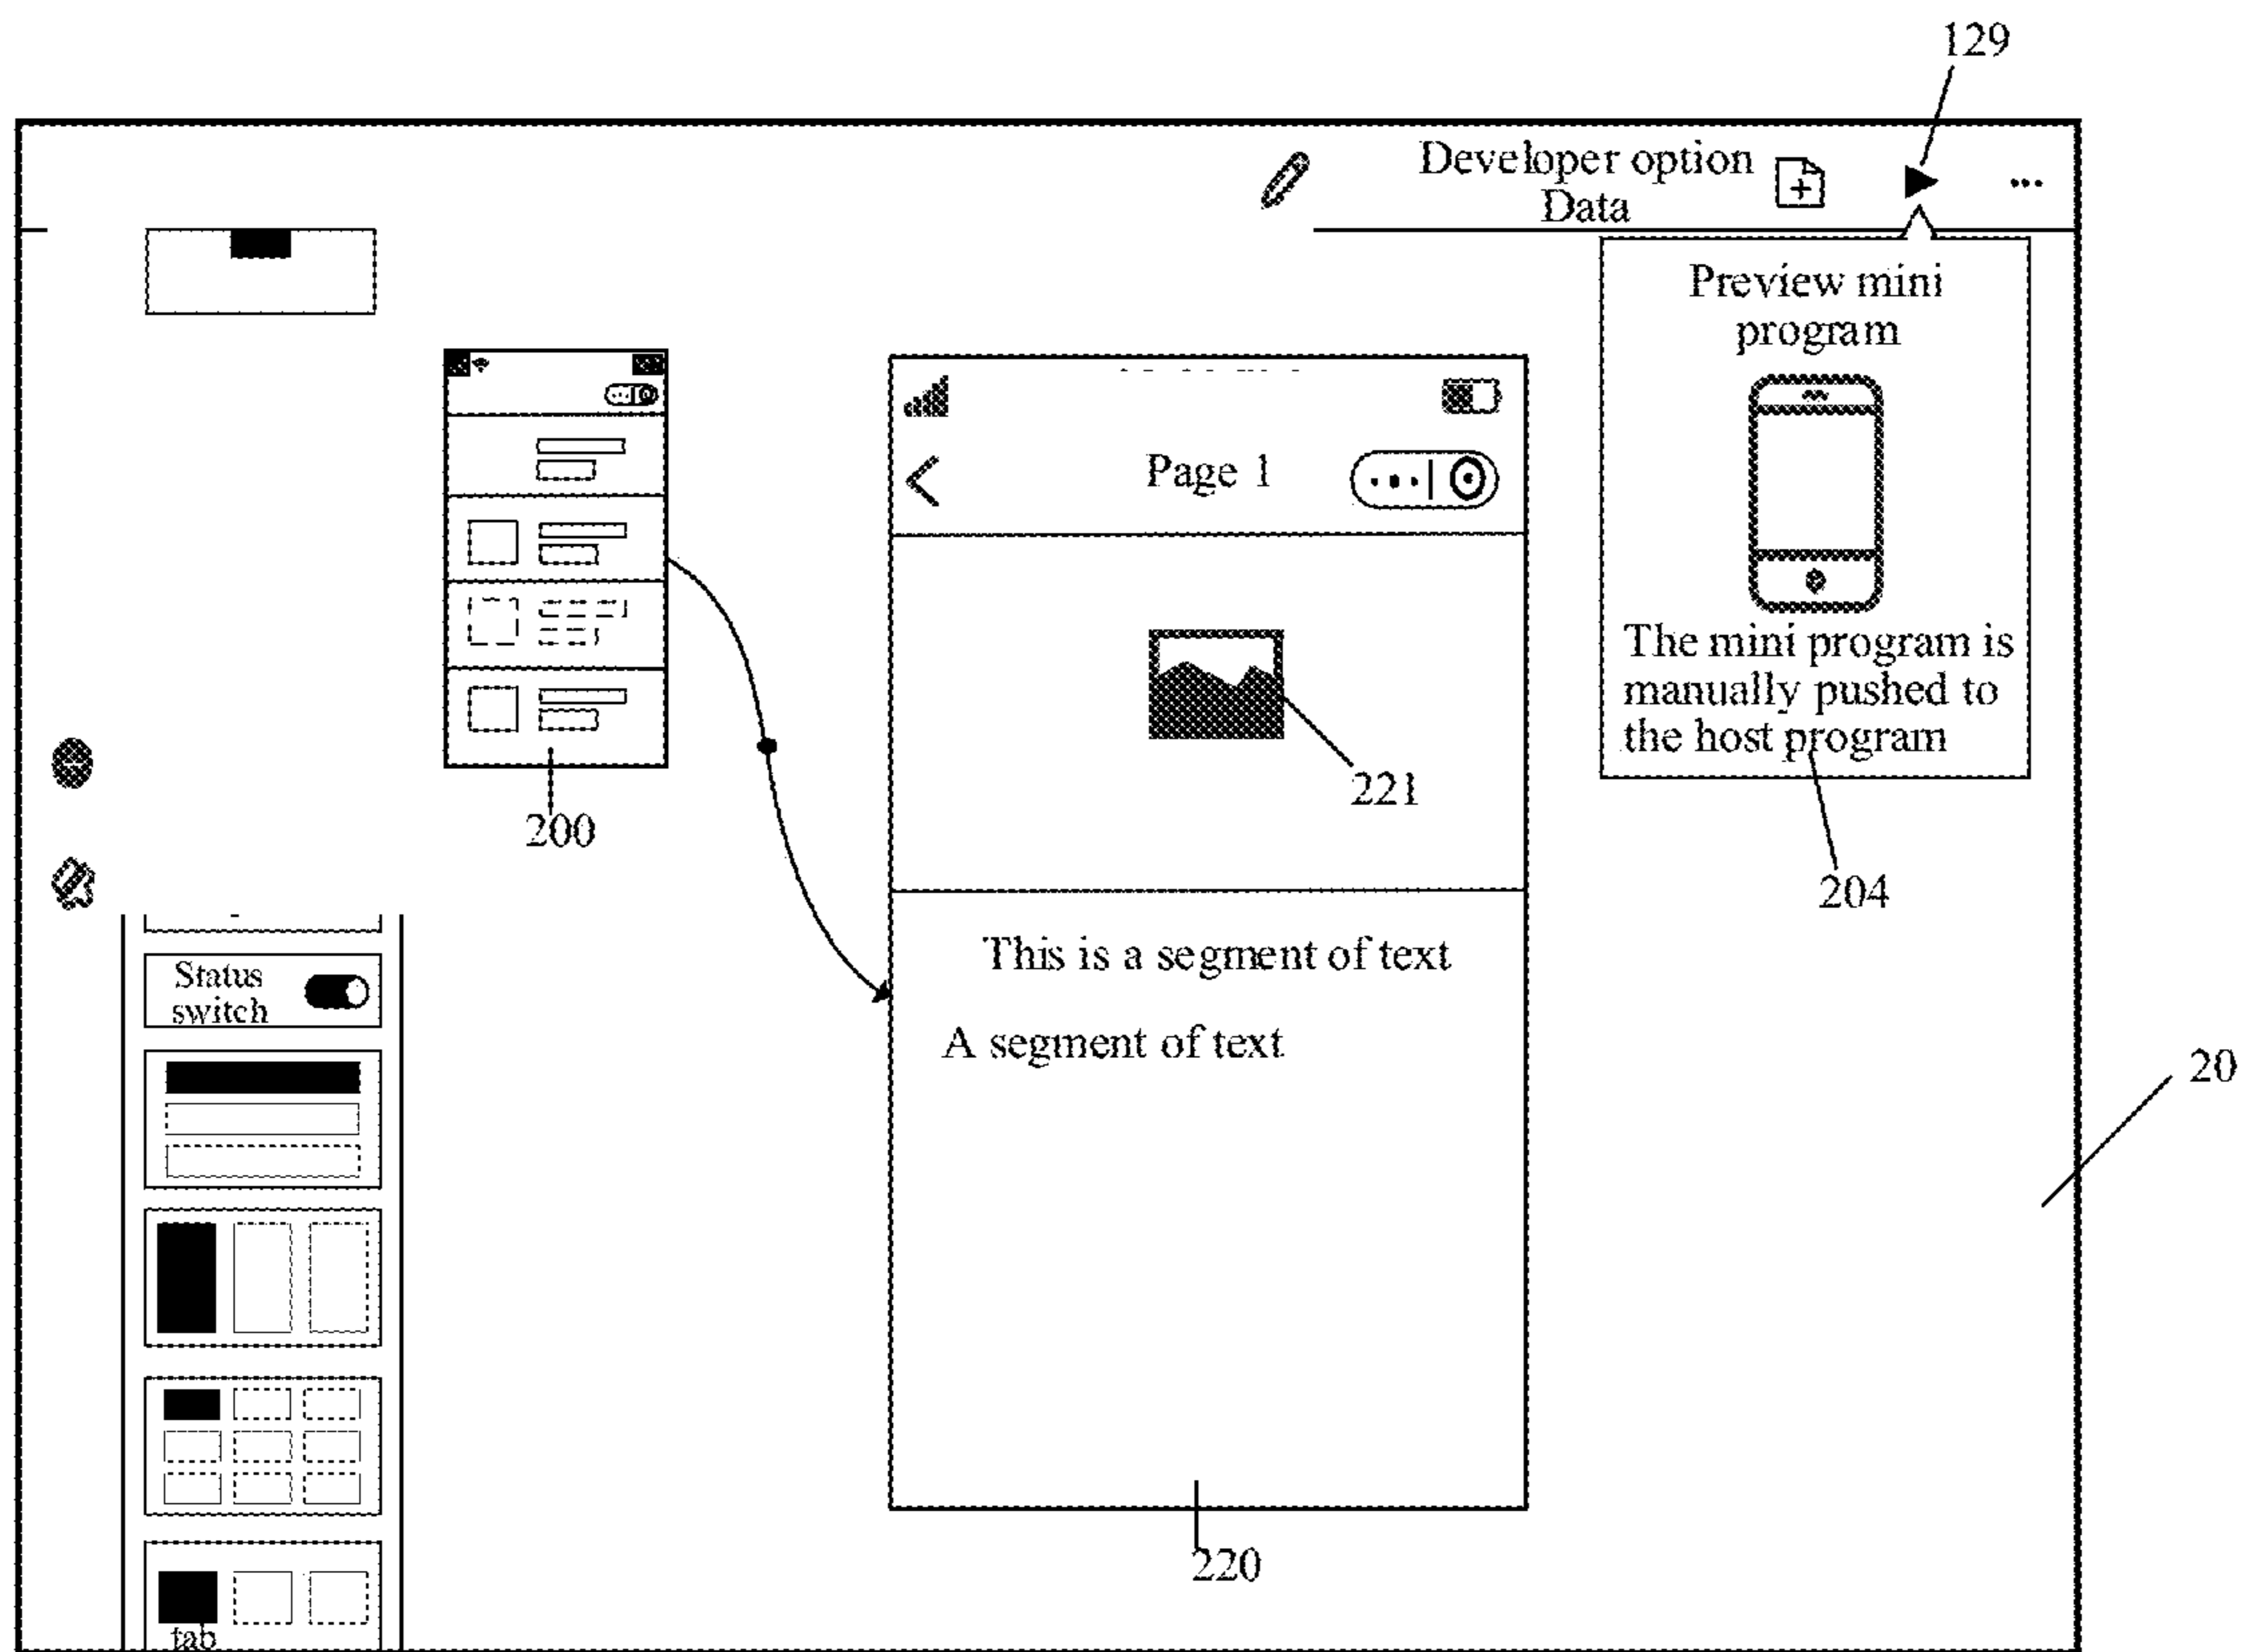 129
Developer option
Data
Preview mini
program
Page 1
The mini program is
manually pushed to
the host program
221
200
204
This is a segment of text
Status
switch
A segment of text
20
220
tab